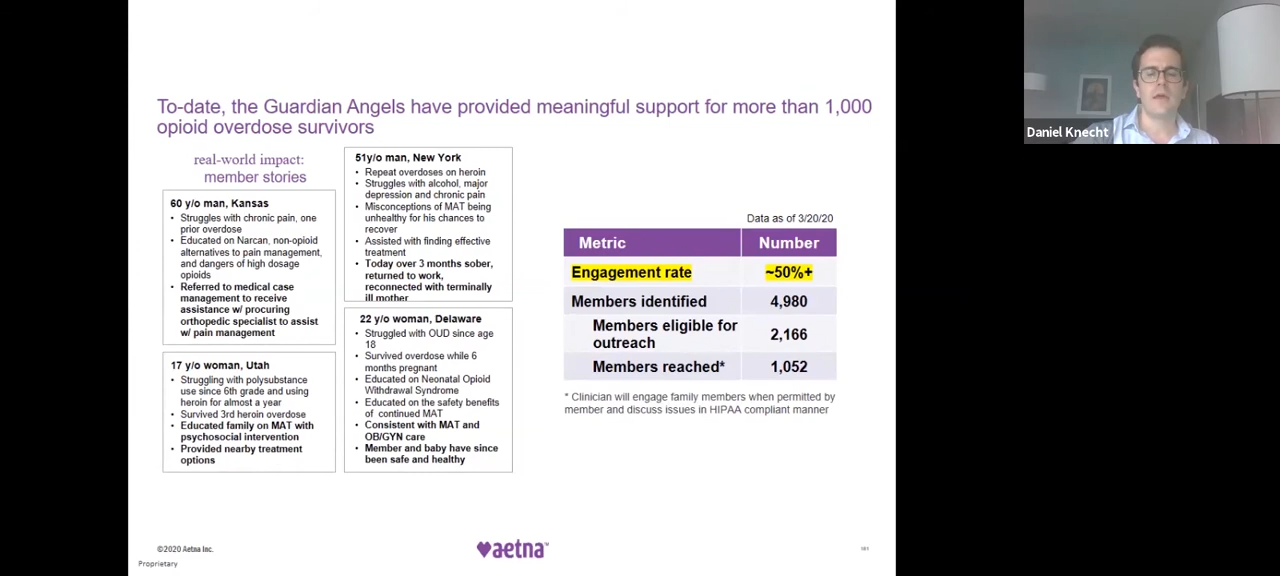 To-date, the Guardian Angels have provided meaningful support for more than 1,000
opioid overdose survivors
real-world impact:
member stories
60 y/o man, Kansas
• Struggles with chronic pain, one
prior overdose
• Educated on Narcan, non-opioid
alternatives to pain management,
and dangers of high dosage
opioids
• Referred to medical case
management to receive
assistance w/ procuring
orthopedic specialist to assist
w/ pain management
17 y/o woman, Utah
• Struggling with polysubstance
use since 6th grade and using
heroin for almost a year
• Survived 3rd heroin overdose
• Educated family on MAT with
psychosocial intervention
• Provided nearby treatment
options
51y/o man, New York
• Repeat overdoses on heroin
• Struggles with alcohol, major
depression and chronic pain
• Misconceptions of MAT being
unhealthy for his chances to
recover
• Assisted with finding effective
treatment
• Today over 3 months sober,
returned to work,
reconnected with terminally
ill mother
22 y/o woman, Delaware
• Struggled with OUD since age
18
• Survived overdose while 6
months pregnant
• Educated on Neonatal Opioid
Withdrawal Syndrome
• Educated on the safety benefits
of continued MAT
• Consistent with MAT and
OB/GYN care
• Member and baby have since
been safe and healthy
Data as of 3/20/20
Metric Number
Engagement rate ~50%+
Members identified 4,980
Members eligible for
outreach 2,166
Members reached* 1,052
* Clinician will engage family members when permitted by
member and discuss issues in HIPAA compliant manner
©2020 Aetna Inc.
aetna™
Proprietary
Daniel Knecht